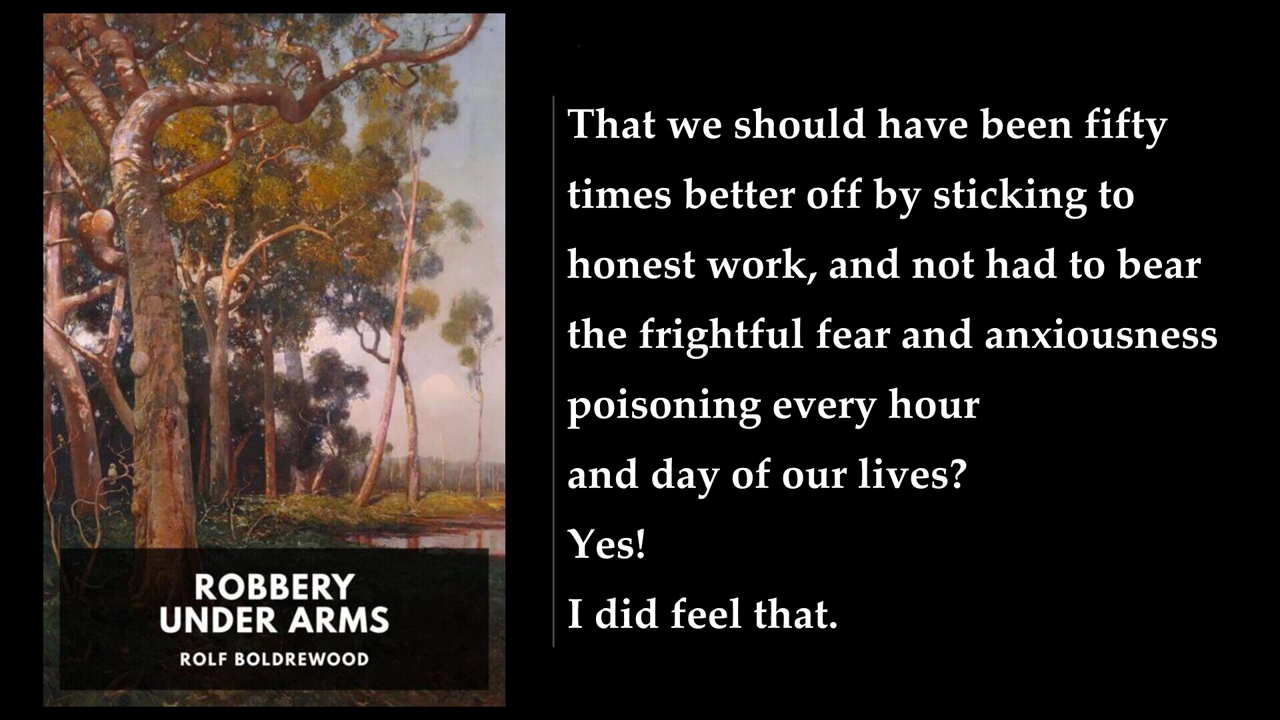 ROBBERY
UNDER ARMS
ROLF BOLDREWOOD
That we should have been fifty
times better off by sticking to
honest work, and not had to bear
the frightful fear and anxiousness
poisoning every hour
and day of our lives?
Yes!
I did feel that.